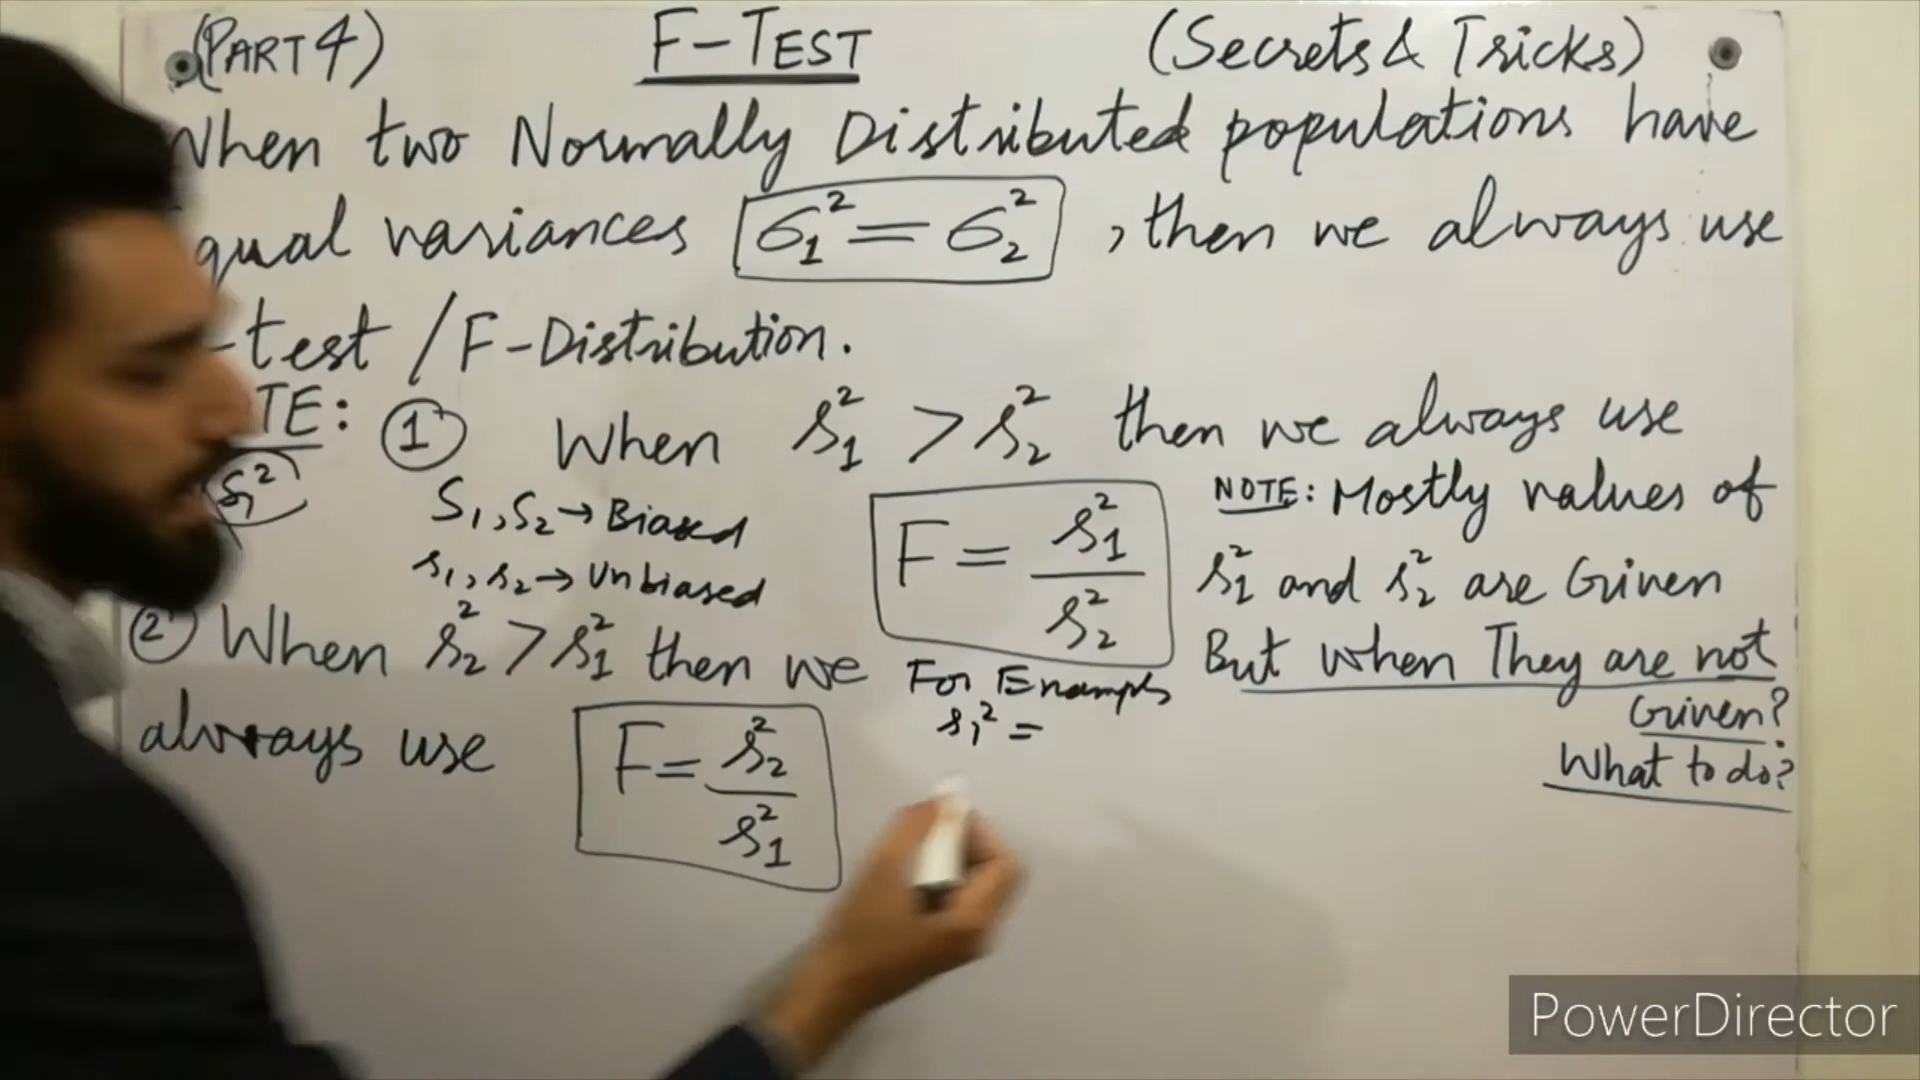 (PART 4) F-TEST (Secrets & Tricks)
When two Normally Distributed populations have
qual variances σ₁² = σ₂² , then we always use
-test / F-Distribution.
TE: ① When s₁² > s₂² then we always use
S₁² S₁, S₂ → Biased F = s₁²/s₂² NOTE: Mostly values of
s₁, s₂ → Unbiased s₁² and s₂² are Given
② When s₂² > s₁² then we But when They are not
For Example Given?
always use F = s₂²/s₁² s₁² = What to do?
PowerDirector